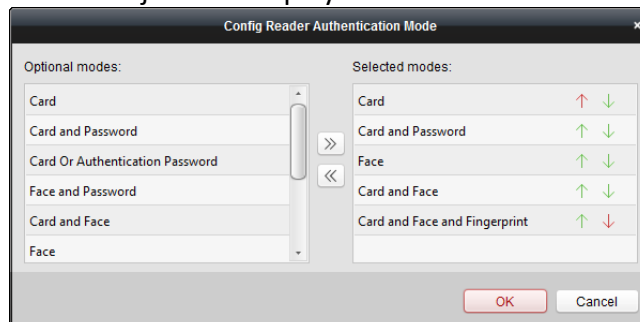 Config Reader Authentication Mode ×
Optional modes:
Card
Card and Password
Card Or Authentication Password
Face and Password
Card and Face
Face
Selected modes:
Card
Card and Password
Face
Card and Face
Card and Face and Fingerprint
OK Cancel